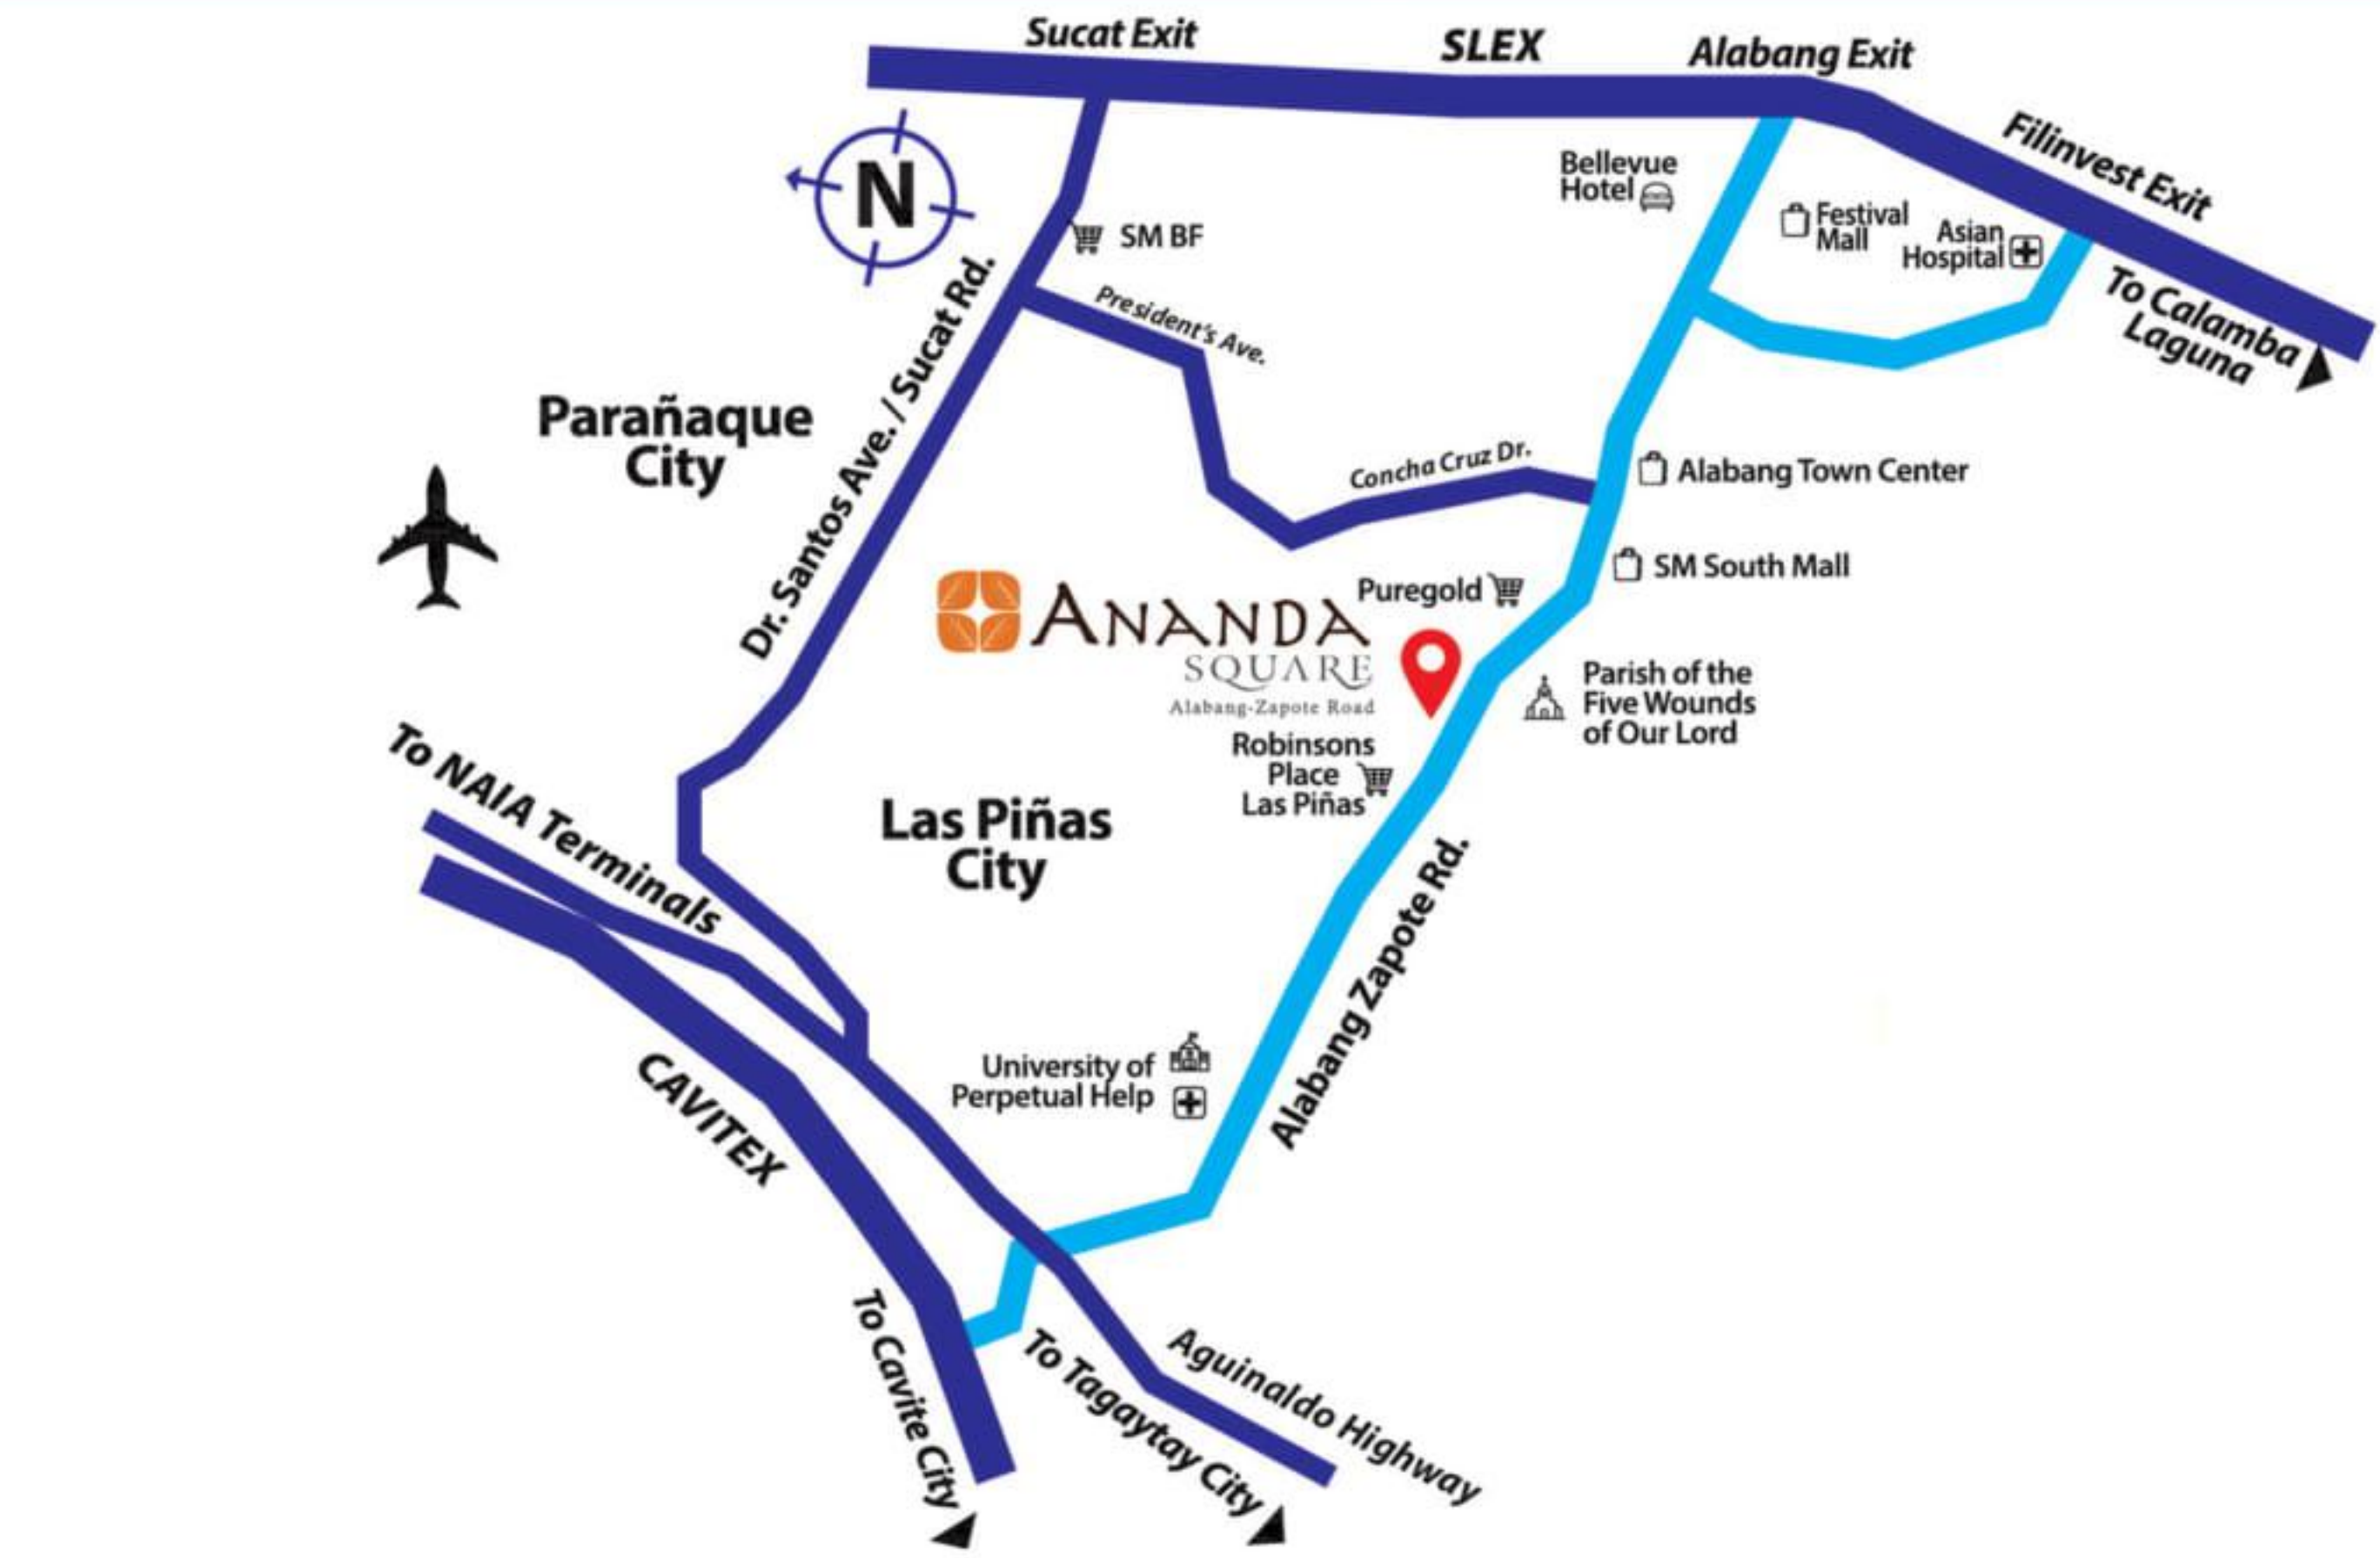 Sucat Exit
SLEX
Alabang Exit
Filinvest Exit
N
Bellevue
Hotel
Festival
Mall
Asian
Hospital
SM BF
President's Ave.
To Calamba
Laguna
Dr. Santos Ave. / Sucat Rd.
Parañaque
City
Concha Cruz Dr.
Alabang Town Center
SM South Mall
Puregold
ANANDA
SQUARE
Alabang-Zapote Road
Parish of the
Five Wounds
of Our Lord
Robinsons
Place
Las Piñas
To NAIA Terminals
Las Piñas
City
Alabang Zapote Rd.
University of
Perpetual Help
CAVITEX
To Cavite City
To Tagaytay City
Aguinaldo Highway